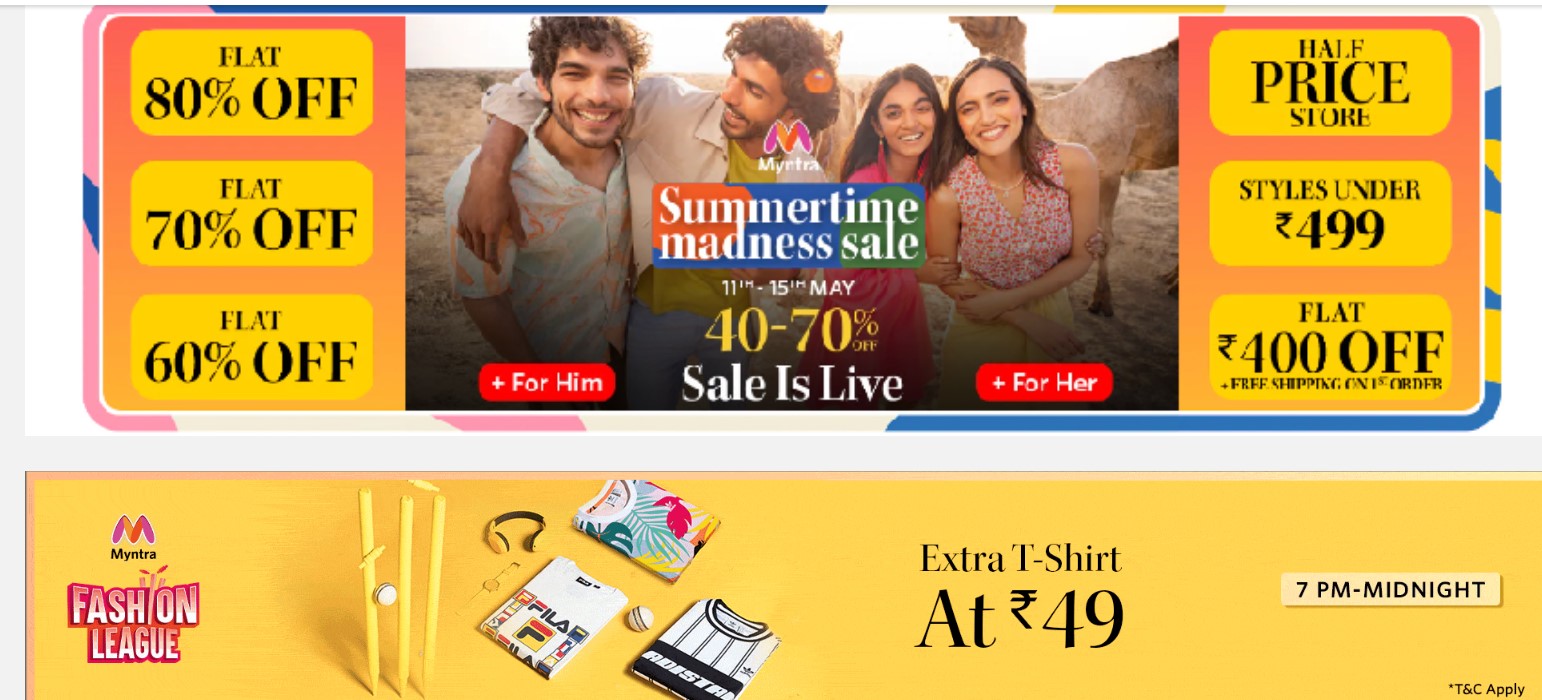 FLAT
80% OFF
FLAT
70% OFF
FLAT
60% OFF
Myntra
Summertime
madness sale
11TH - 15TH MAY
40-70% OFF
Sale Is Live
+ For Him
+ For Her
HALF
PRICE
STORE
STYLES UNDER
₹499
FLAT
₹400 OFF
+FREE SHIPPING ON 1ST ORDER
Myntra
FASHION
LEAGUE
FILA
FILA
Extra T-Shirt
At ₹49
7 PM-MIDNIGHT
*T&C Apply